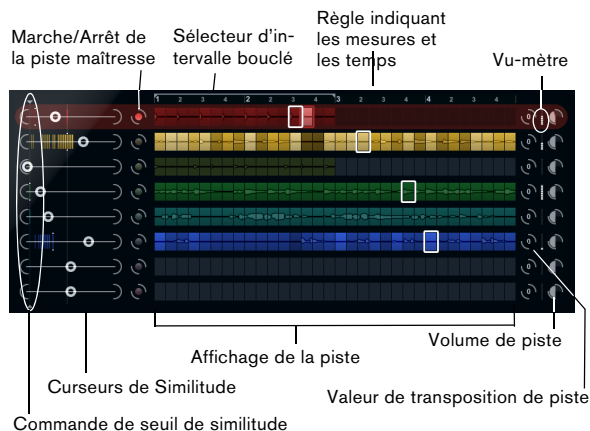 Règle indiquant
les mesures et
les temps
Marche/Arrêt de
la piste maîtresse
Sélecteur d'in-
tervalle bouclé
Vu-mètre
1 2 3 4 2 2 3 4 3 2 3 4 4 2 3 4
0
0
0
0
0
0
0
0
Affichage de la piste
Volume de piste
Curseurs de Similitude
Valeur de transposition de piste
Commande de seuil de similitude